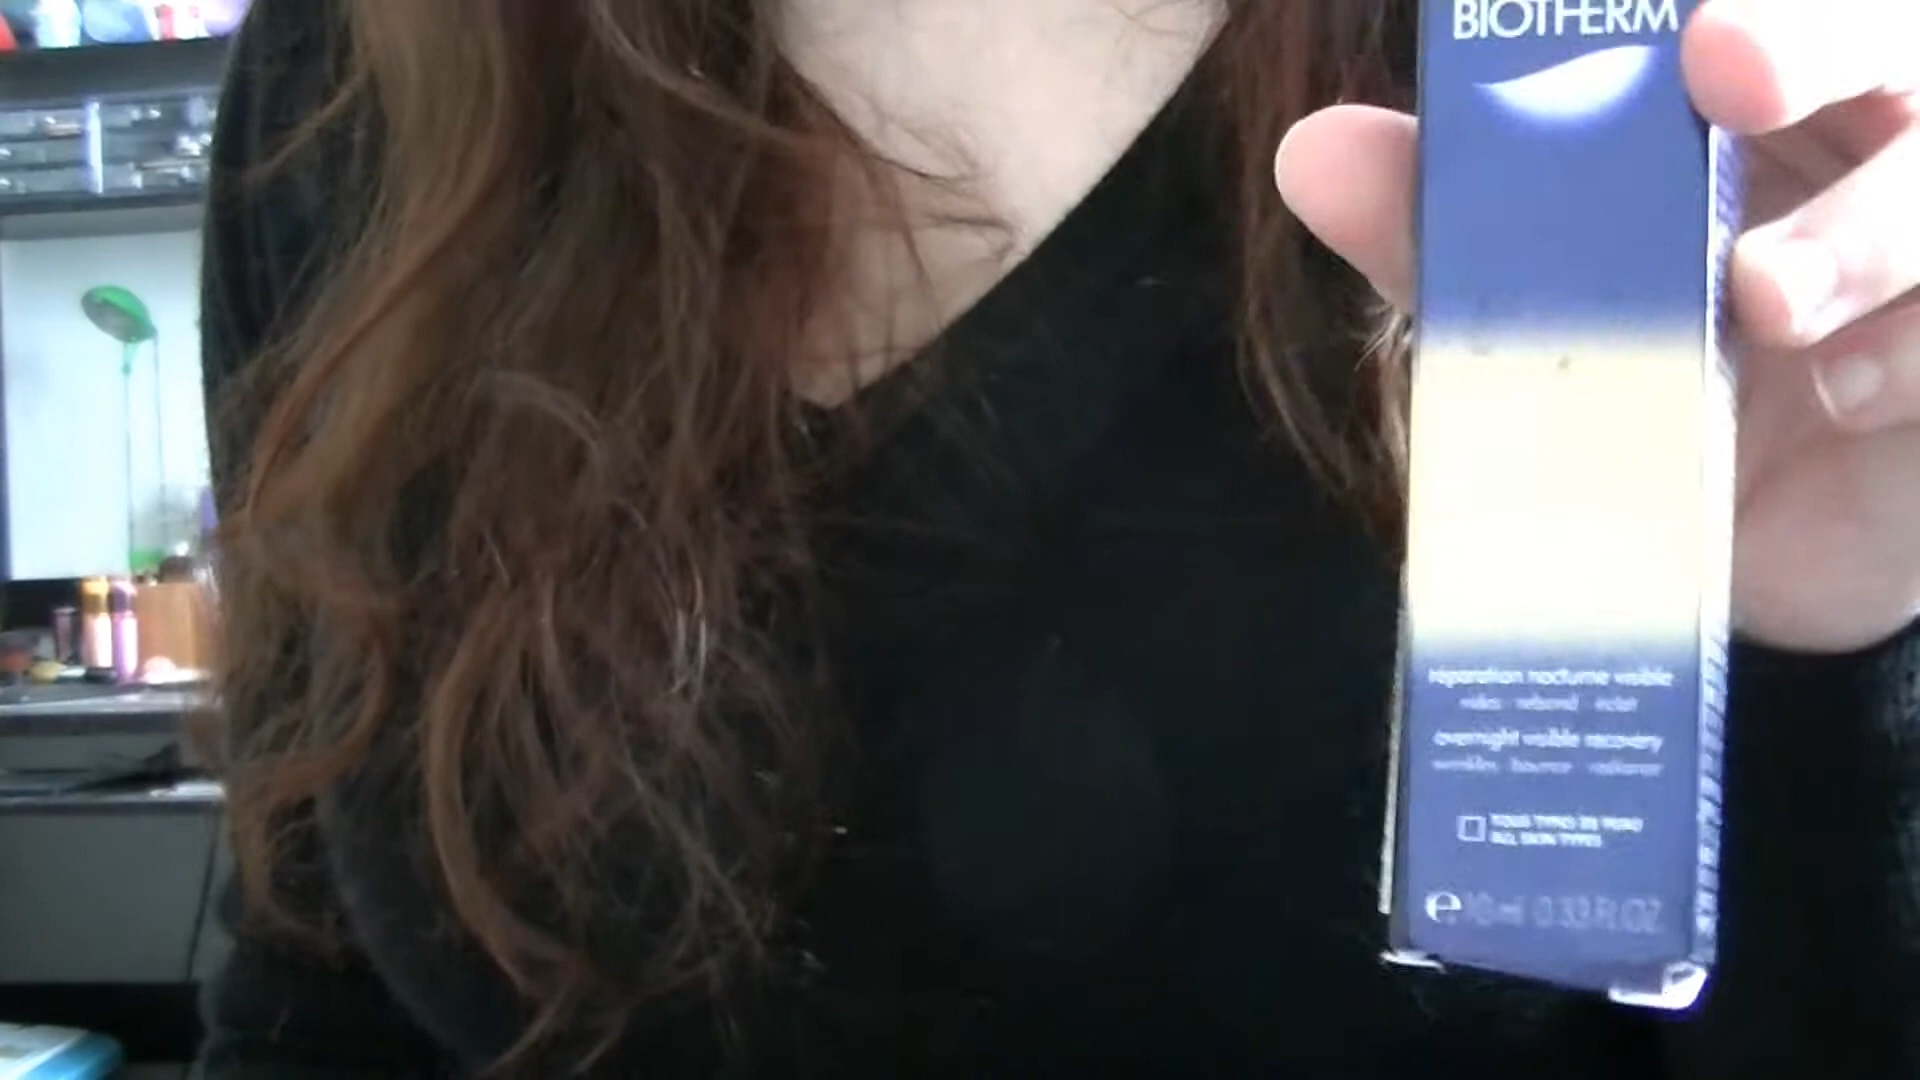 BIOTHERM
réparation nocturne visible
rides rebond éclat
overnight visible recovery
wrinkles bounce radiance
TOUS TYPES DE PEAU
ALL SKIN TYPES
℮ 10 ml 0.33 FL.OZ